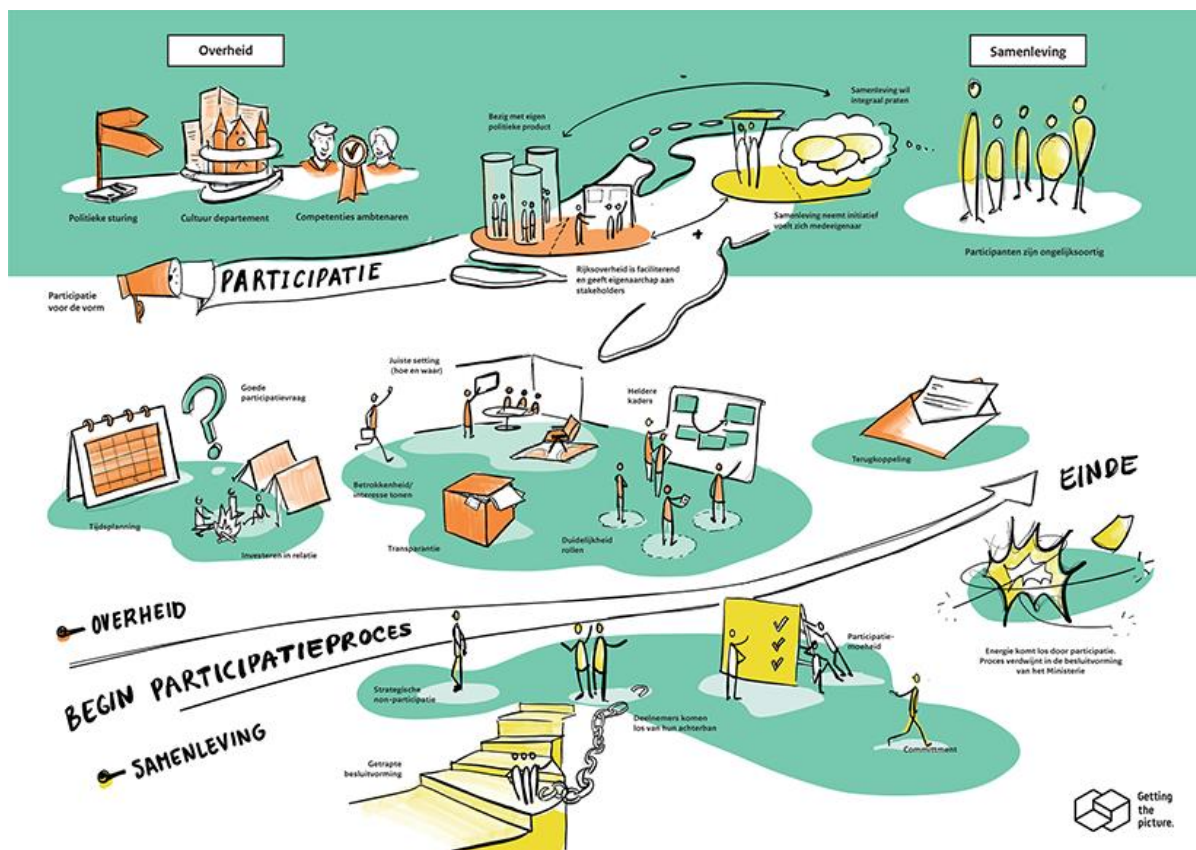 Overheid
Samenleving
Bezig met eigen
politieke product
Samenleving wil
integraal praten
Politieke sturing
Cultuur departement
Competenties ambtenaren
Samenleving neemt initiatief
voelt zich medeeigenaar
Participanten zijn ongelijksoortig
PARTICIPATIE
Rijksoverheid is faciliterend
en geeft eigenaarschap aan
stakeholders
Participatie
voor de vorm
Goede
participatievraag
Juiste setting
(hoe en waar)
Heldere
kaders
Tijdsplanning
Investeren in relatie
Betrokkenheid/
interesse tonen
Transparantie
Duidelijkheid
rollen
Terugkoppeling
EINDE
OVERHEID
BEGIN PARTICIPATIEPROCES
SAMENLEVING
Strategische
non-participatie
Deelnemers komen
los van hun achterban
Getrapte
besluitvorming
Participatie-
moeheid
Committment
Energie komt los door participatie.
Proces verdwijnt in de besluitvorming
van het Ministerie
Getting
the
picture.